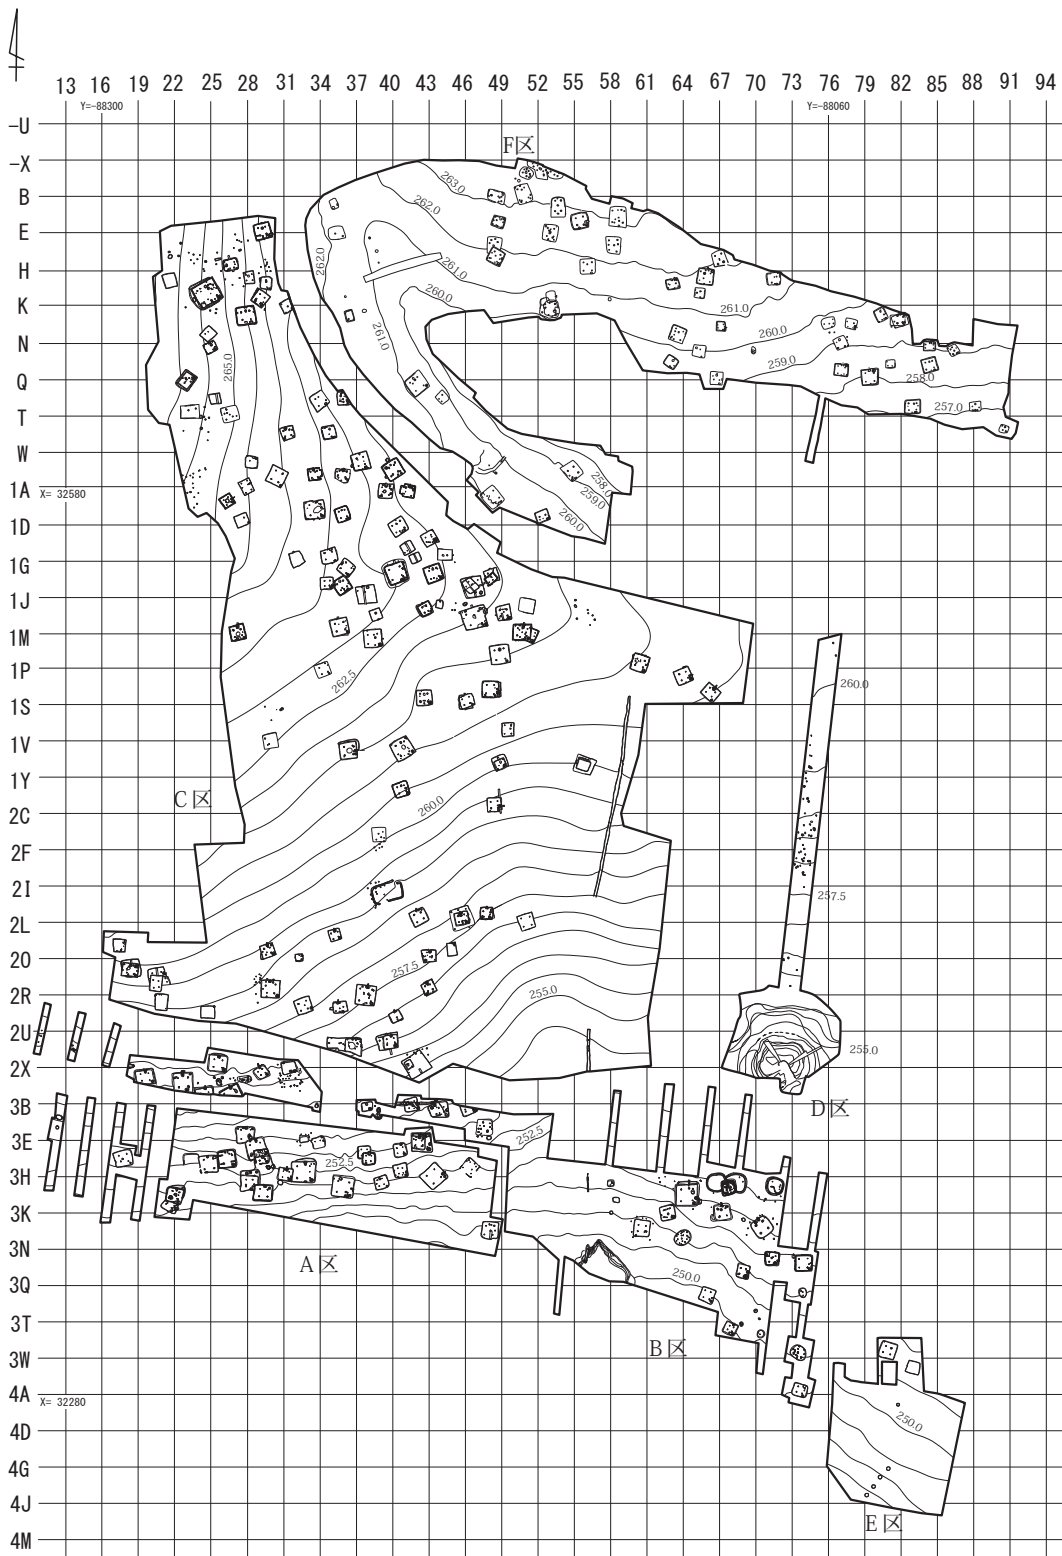 13 16 19 22 25 28 31 34 37 40 43 46 49 52 55 58 61 64 67 70 73 76 79 82 85 88 91 94
Y=-88300 Y=-88060
-U
F区
-X
263.0
B
262.0
E
262.0
261.0
H
260.0
261.0
K
261.0
260.0
N
259.0
265.0
258.0
Q
257.0
T
W
258.0
1A X= 32580
259.0
260.0
1D
1G
1J
1M
1P
262.5
260.0
1S
1V
1Y
C区
260.0
2C
2F
2I
257.5
2L
2O
257.5
2R
255.0
2U
255.0
2X
3B
D区
252.5
3E
252.5
3H
3K
3N
A区
250.0
3Q
3T
B区
3W
4A X= 32280
250.0
4D
4G
4J
E区
4M